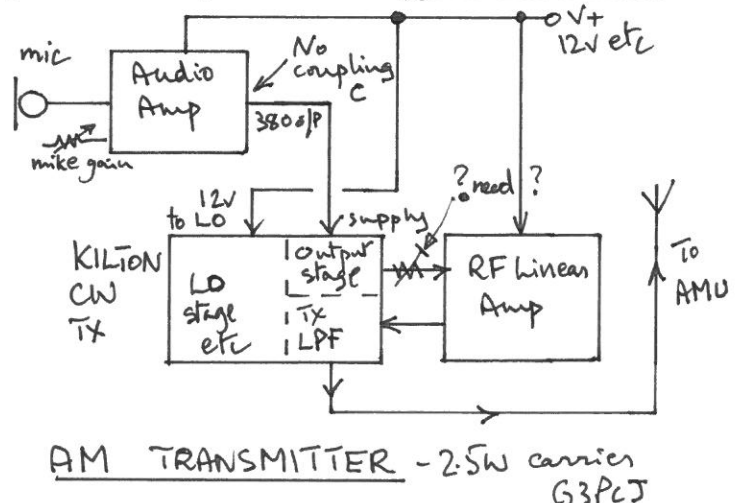 V+
12V etc
mic
Audio
Amp
No
coupling
C
380 o/P
mike gain
12V
to LO
supply
? need ?
KILTON
CW
TX
LO
stage
etc
Output
stage
TX
LPF
RF Linear
Amp
To
AMU
AM TRANSMITTER - 2.5W carrier
G3PCJ